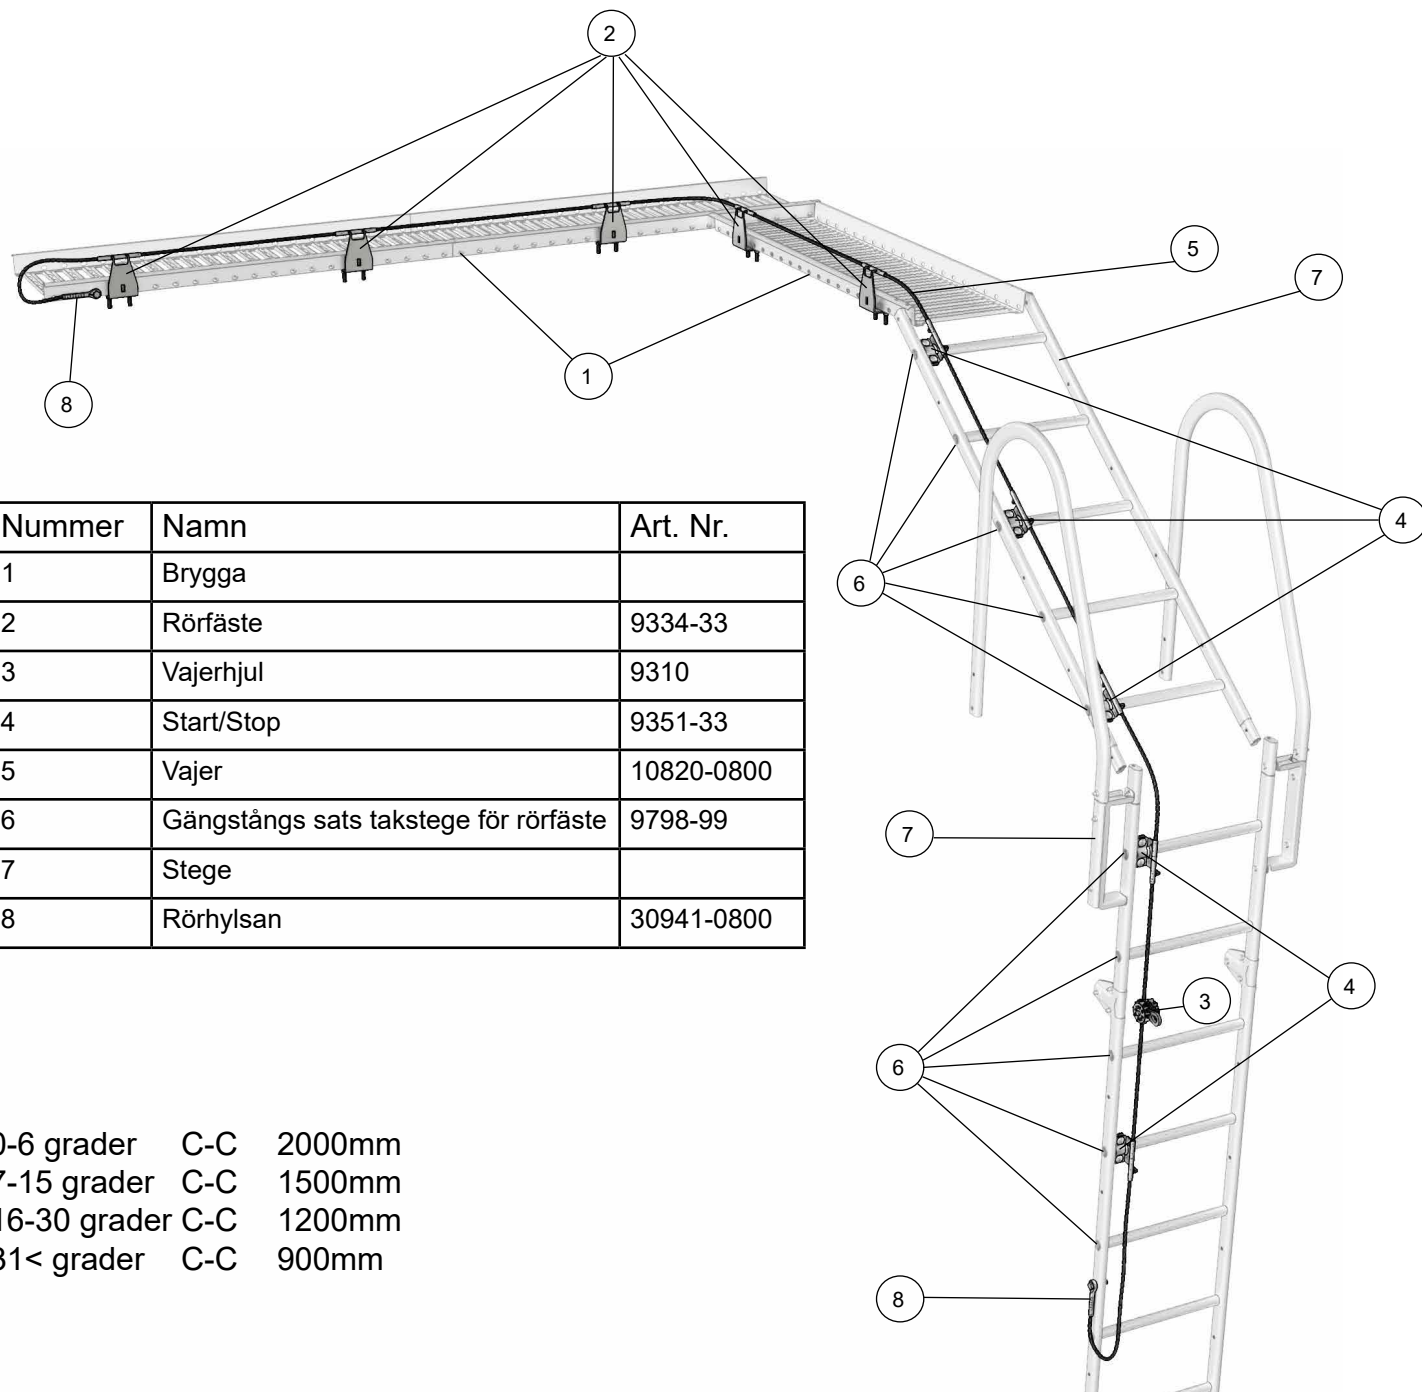 2
5
7
1
8
Nummer Namn Art. Nr.
1 Brygga
2 Rörfäste 9334-33
3 Vajerhjul 9310
4 Start/Stop 9351-33
5 Vajer 10820-0800
6 Gängstångs sats takstege för rörfäste 9798-99
7 Stege
8 Rörhylsan 30941-0800
4
6
7
4
3
6
8
0-6 grader C-C 2000mm
7-15 grader C-C 1500mm
16-30 grader C-C 1200mm
31< grader C-C 900mm